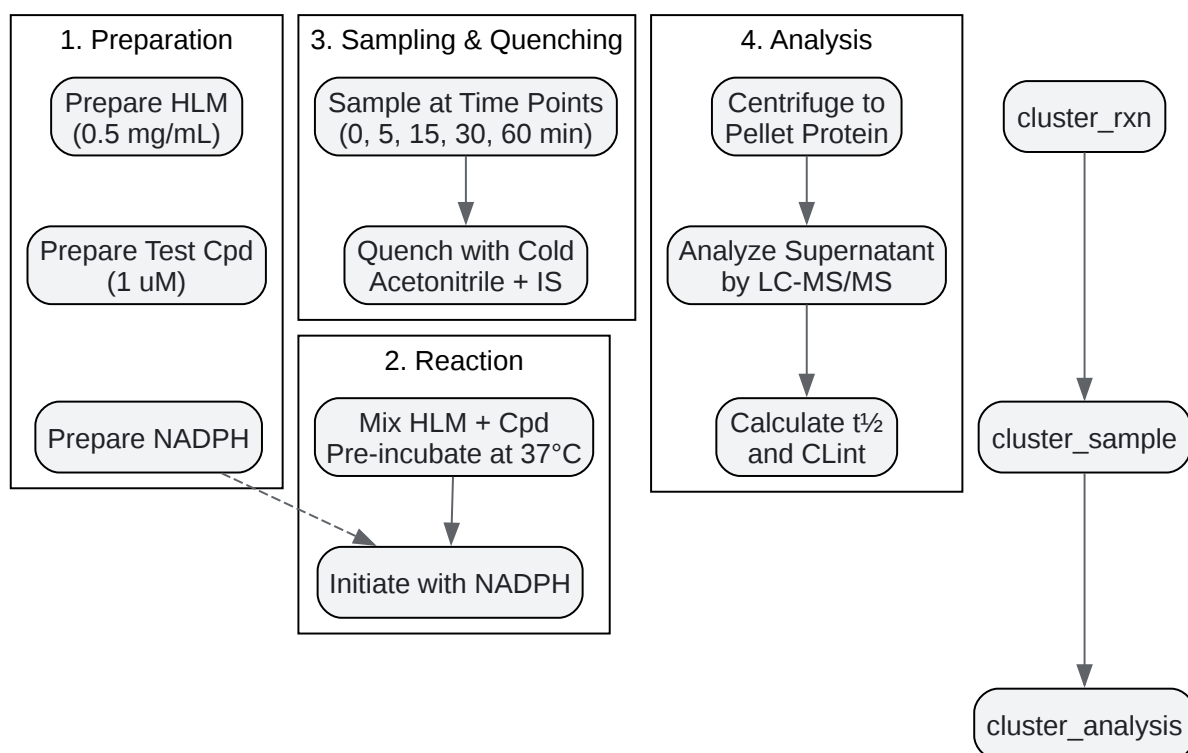 1. Preparation
Prepare HLM
(0.5 mg/mL)
Prepare Test Cpd
(1 uM)
Prepare NADPH
3. Sampling & Quenching
Sample at Time Points
(0, 5, 15, 30, 60 min)
Quench with Cold
Acetonitrile + IS
2. Reaction
Mix HLM + Cpd
Pre-incubate at 37°C
Initiate with NADPH
4. Analysis
Centrifuge to
Pellet Protein
Analyze Supernatant
by LC-MS/MS
Calculate t½
and CLint
cluster_rxn
cluster_sample
cluster_analysis